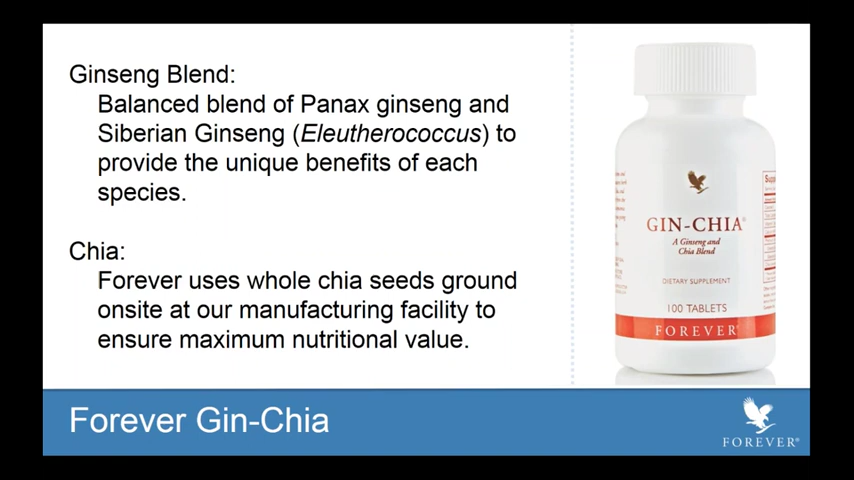 Ginseng Blend:
Balanced blend of Panax ginseng and
Siberian Ginseng (Eleutherococcus) to
provide the unique benefits of each
species.
Chia:
Forever uses whole chia seeds ground
onsite at our manufacturing facility to
ensure maximum nutritional value.
GIN-CHIA®
A Ginseng and
Chia Blend
DIETARY SUPPLEMENT
100 TABLETS
FOREVER®
Forever Gin-Chia
FOREVER®